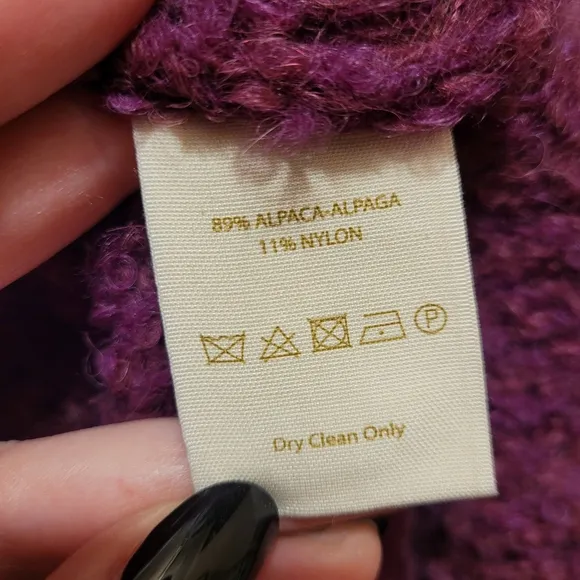 89% ALPACA-ALPAGA
11% NYLON
P
Dry Clean Only